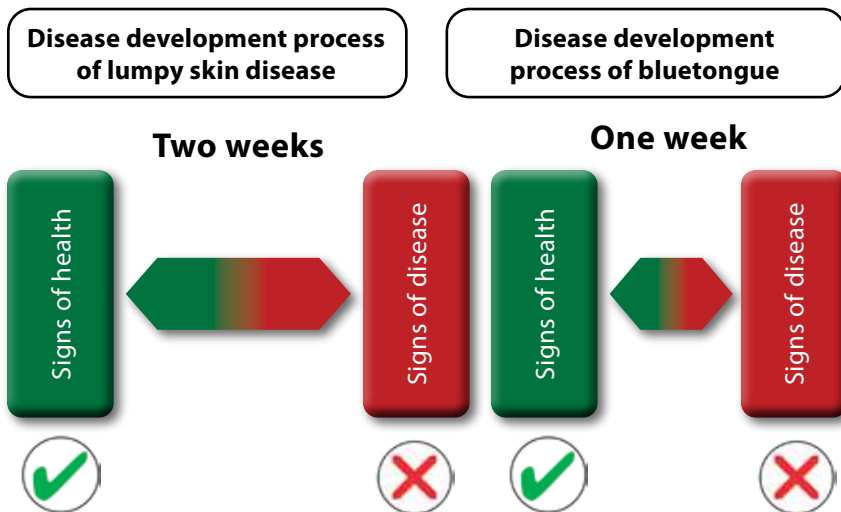 Disease development process
of lumpy skin disease
Disease development
process of bluetongue
Two weeks
One week
Signs of health
Signs of disease
Signs of health
Signs of disease